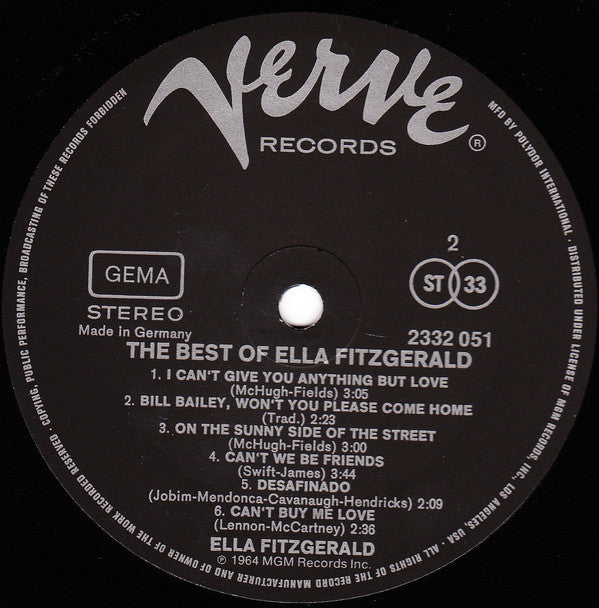 Verve
RECORDS ®
MFG BY POLYDOR INTERNATIONAL · DISTRIBUTED UNDER LICENSE OF MGM RECORDS, INC., LOS ANGELES, USA · ALL RIGHTS OF THE RECORD MANUFACTURER AND OF OWNER OF THE WORK RECORDED RESERVED COPYING, PUBLIC PERFORMANCE, BROADCASTING OF THESE RECORDS FORBIDDEN
GEMA
STEREO
Made in Germany
2
ST 33
2332 051
THE BEST OF ELLA FITZGERALD
1. I CAN'T GIVE YOU ANYTHING BUT LOVE
(McHugh-Fields) 3:05
2. BILL BAILEY, WON'T YOU PLEASE COME HOME
(Trad.) 2:23
3. ON THE SUNNY SIDE OF THE STREET
(McHugh-Fields) 3:00
4. CAN'T WE BE FRIENDS
(Swift-James) 3:44
5. DESAFINADO
(Jobim-Mendonca-Cavanaugh-Hendricks) 2:09
6. CAN'T BUY ME LOVE
(Lennon-McCartney) 2:36
ELLA FITZGERALD
℗ 1964 MGM Records Inc.